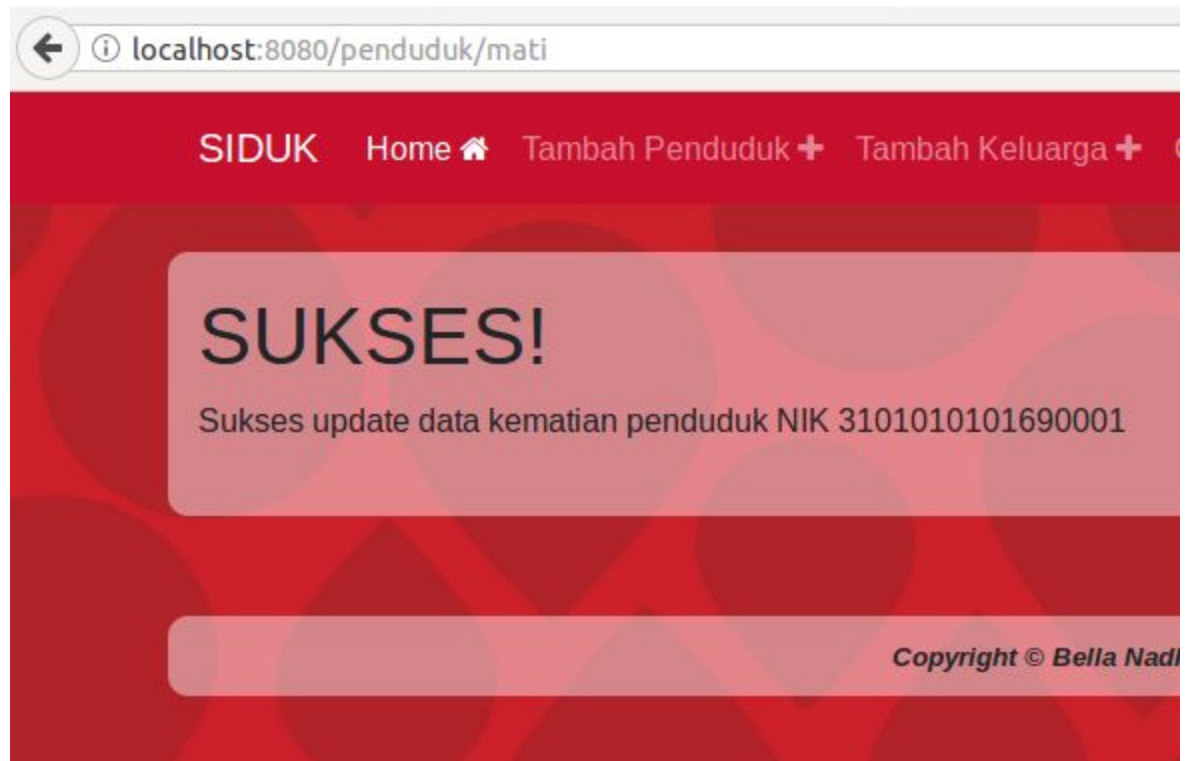 localhost:8080/penduduk/mati
SIDUK Home Tambah Penduduk Tambah Keluarga
SUKSES!
Sukses update data kematian penduduk NIK 3101010101690001
Copyright © Bella